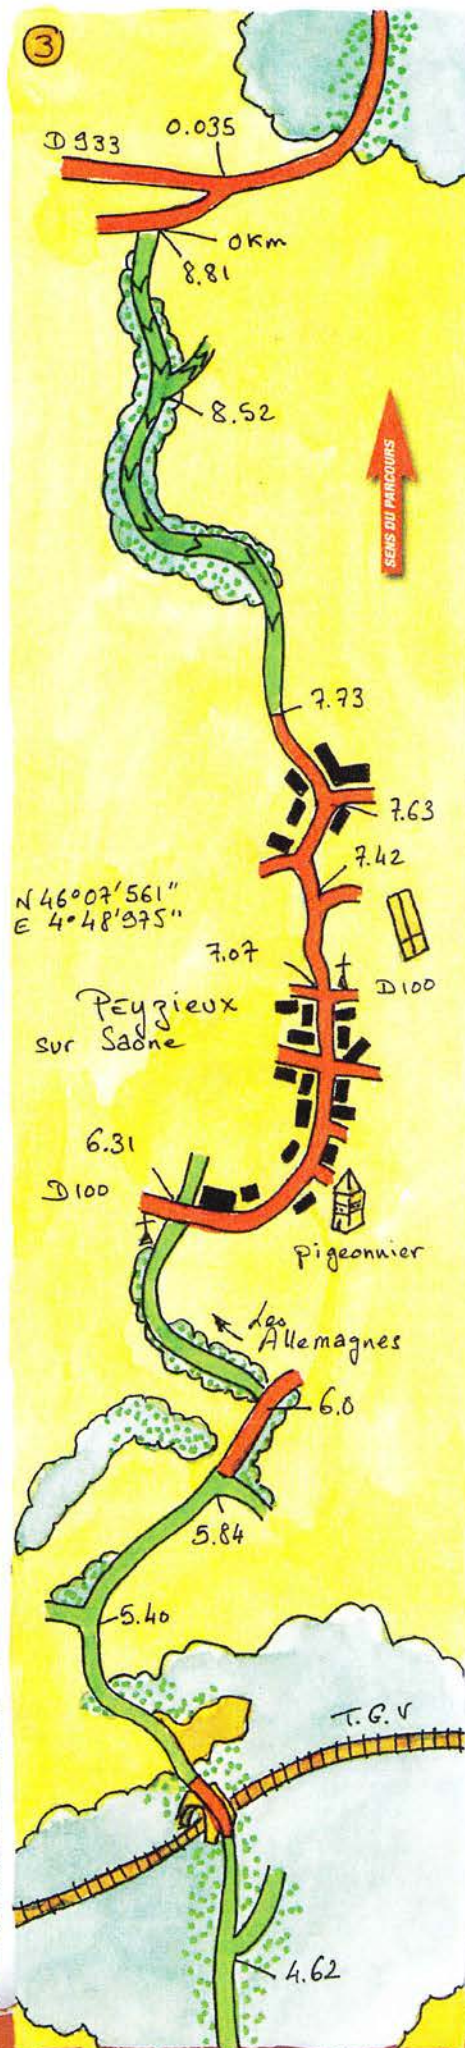 3
0.035
D933
0Km
8.81
8.52
SENS DU PARCOURS
7.73
7.63
7.42
N 46°07'561"
E 4°48'975"
7.07
D100
Peyzieux
sur Saône
6.31
D100
pigeonnier
Les
Allemagnes
6.0
5.84
5.40
T.G.V
4.62